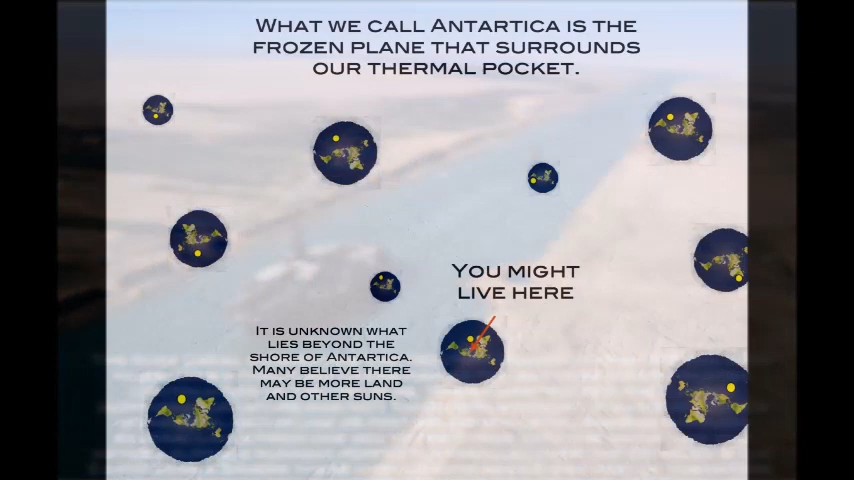 What we call Antartica is the
frozen plane that surrounds
our thermal pocket.
You might
live here
It is unknown what
lies beyond the
shore of Antartica.
Many believe there
may be more land
and other suns.